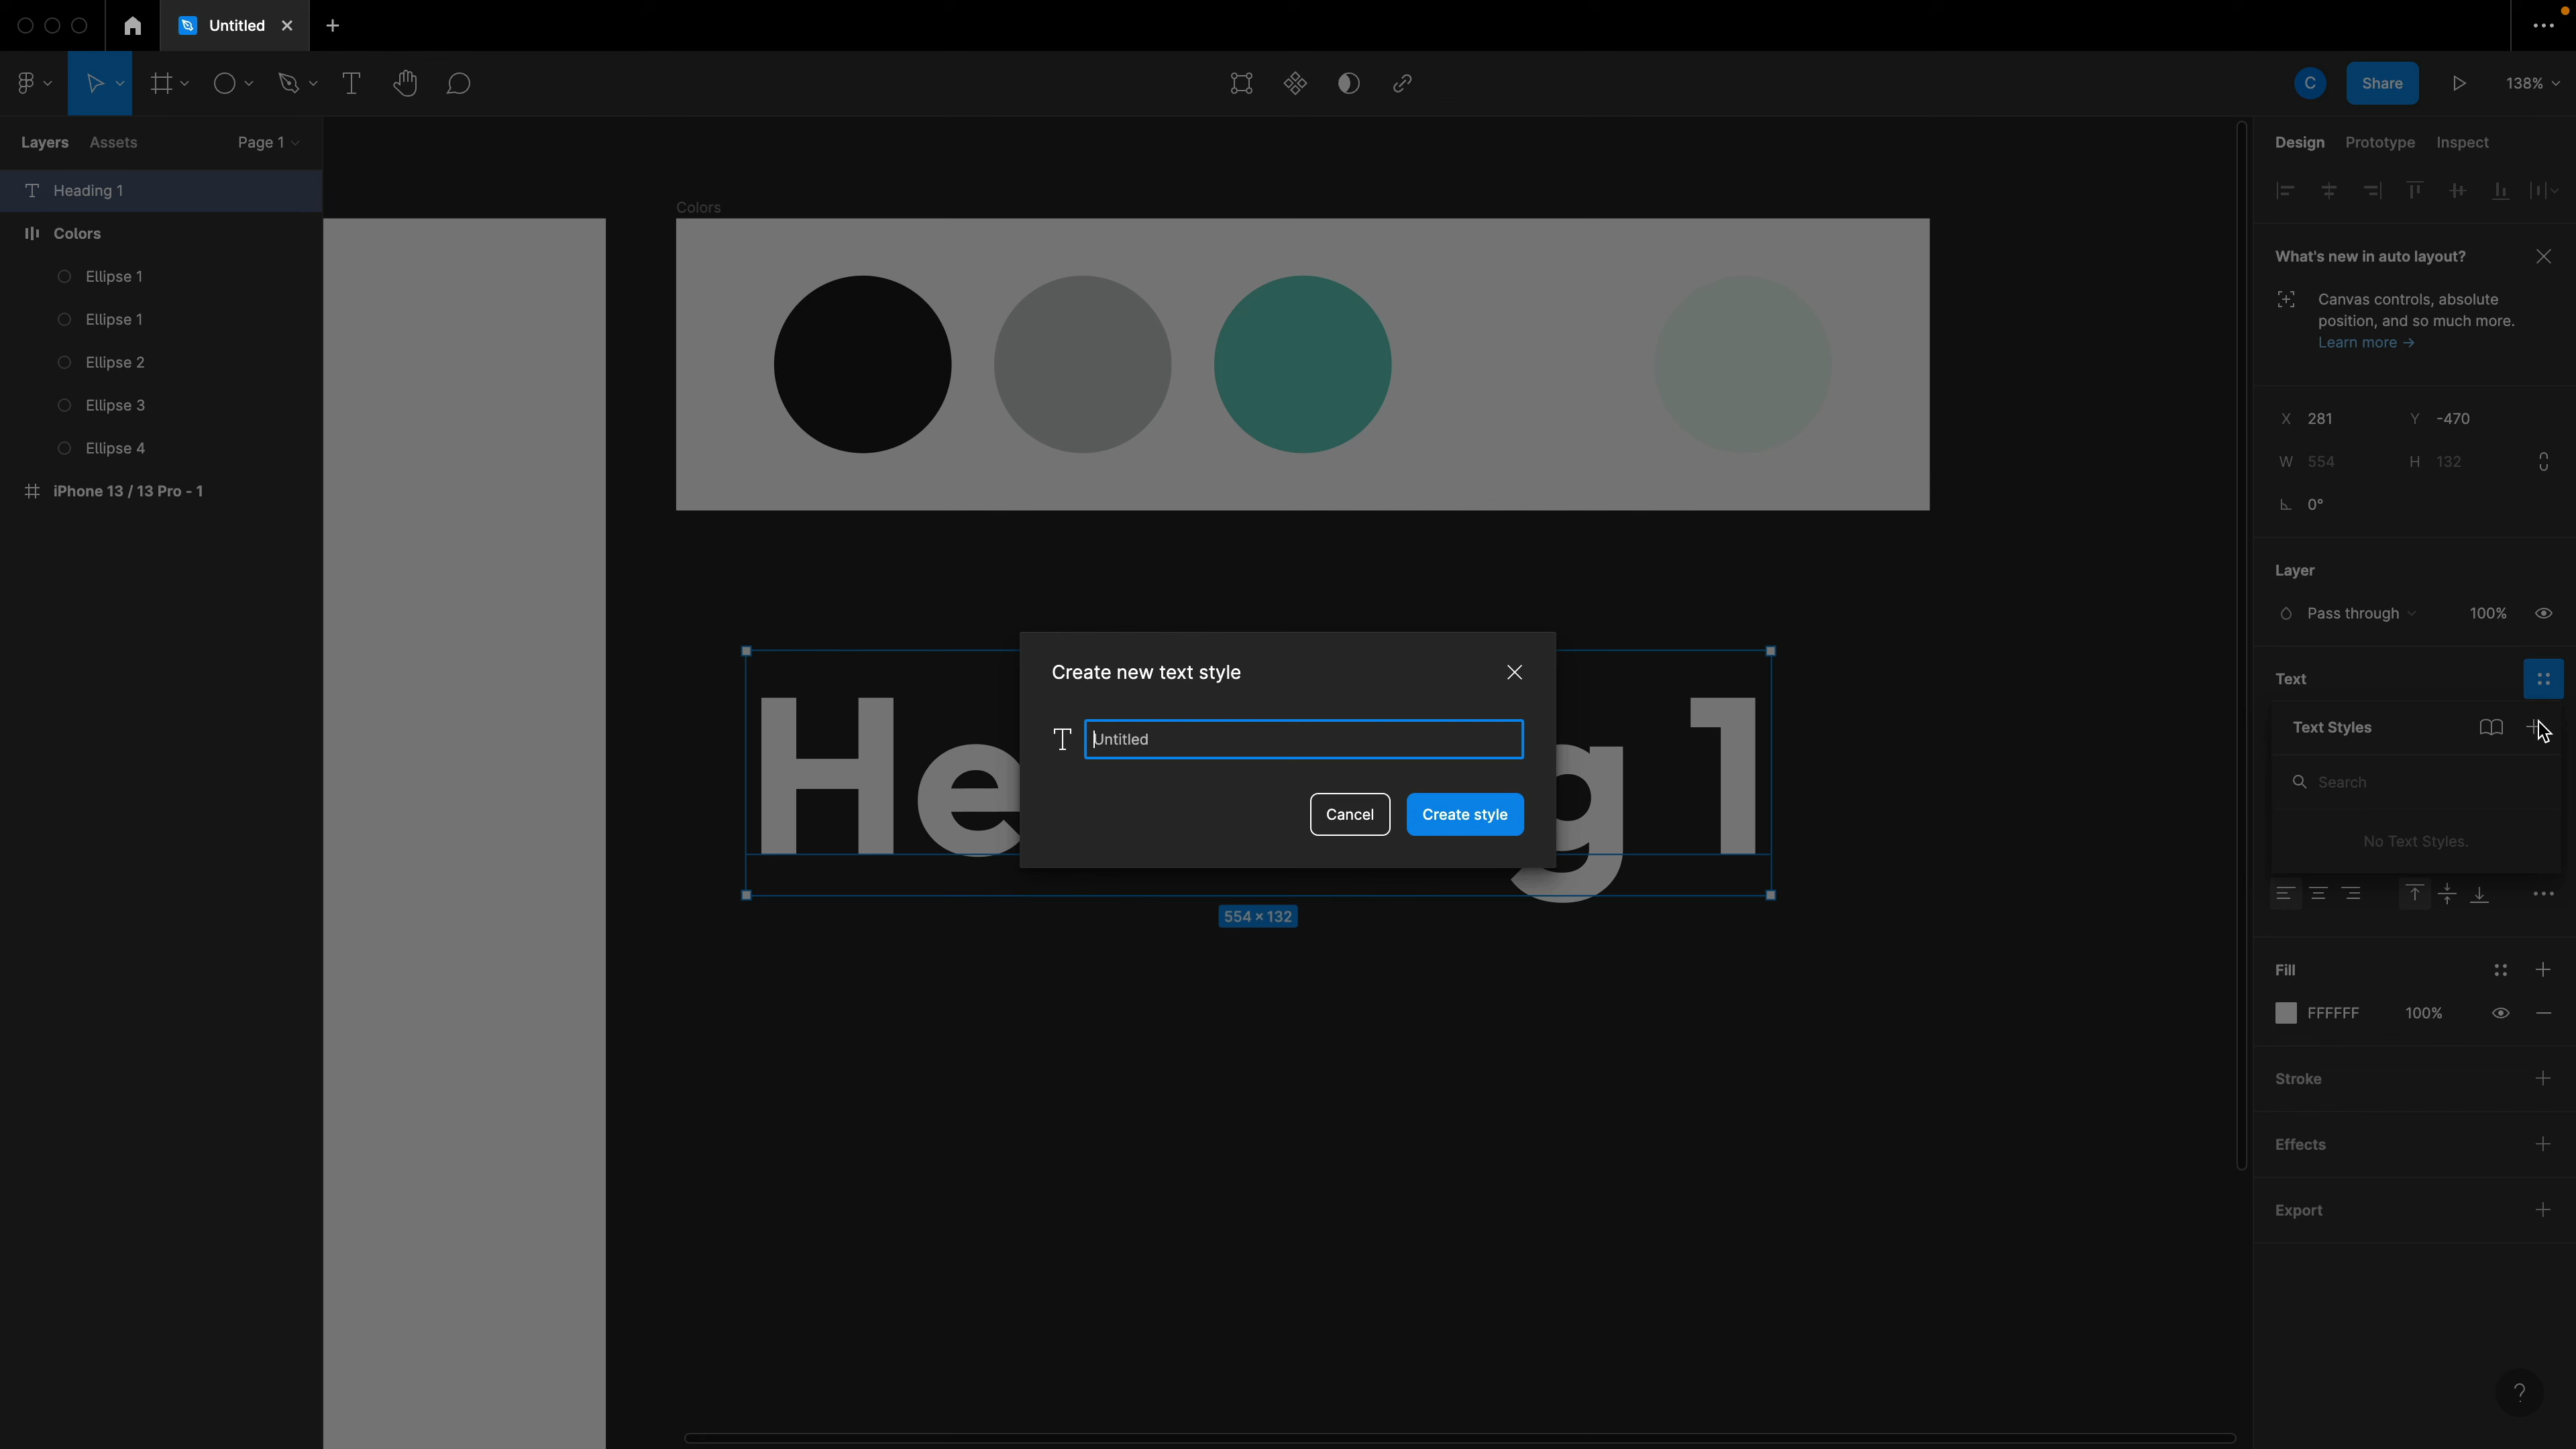 Untitled
C
Share
138%
Layers
Assets
Page 1
Heading 1
Colors
Ellipse 1
Ellipse 1
Ellipse 2
Ellipse 3
Ellipse 4
iPhone 13 / 13 Pro - 1
Colors
He
g 1
554 × 132
Create new text style
Untitled
Cancel
Create style
Design
Prototype
Inspect
What's new in auto layout?
Canvas controls, absolute
position, and so much more.
Learn more →
X 281
Y -470
W 554
H 132
0°
Layer
Pass through
100%
Text
Text Styles
Search
No Text Styles.
Fill
FFFFFF
100%
Stroke
Effects
Export
?